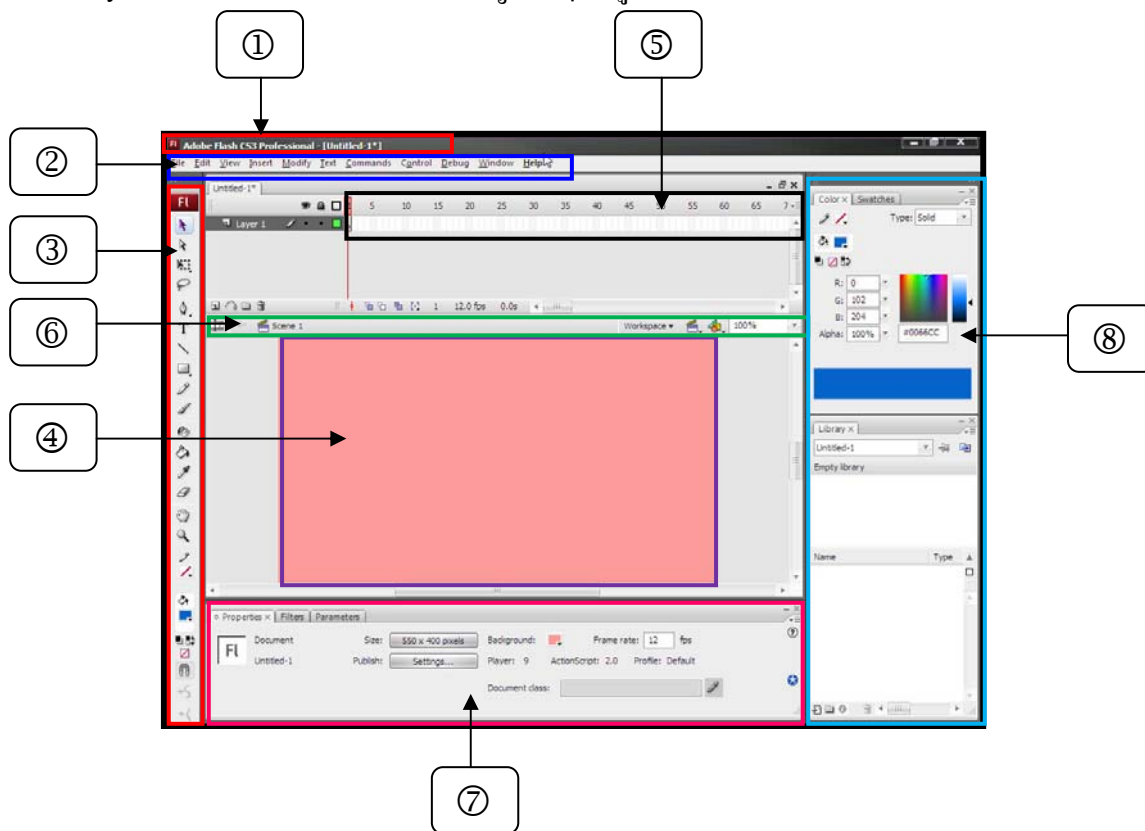 ①
⑤
②
Adobe Flash CS3 Professional - [Untitled-1*]
File Edit View Insert Modify Text Commands Control Debug Window Help
Untitled-1*
Fl
5 10 15 20 25 30 35 40 45 50 55 60 65 7
Layer 1
③
1 12.0 fps 0.0s
⑥
Scene 1 Workspace 100%
④
Color × Swatches
Type: Solid
R: 0
G: 102
B: 204
Alpha: 100% #0066CC
⑧
Library ×
Untitled-1
Empty library
Name Type
Properties × Filters Parameters
Fl
Document Size: 550 x 400 pixels Background: Frame rate: 12 fps
Untitled-1 Publish: Settings... Player: 9 ActionScript: 2.0 Profile: Default
Document class:
⑦